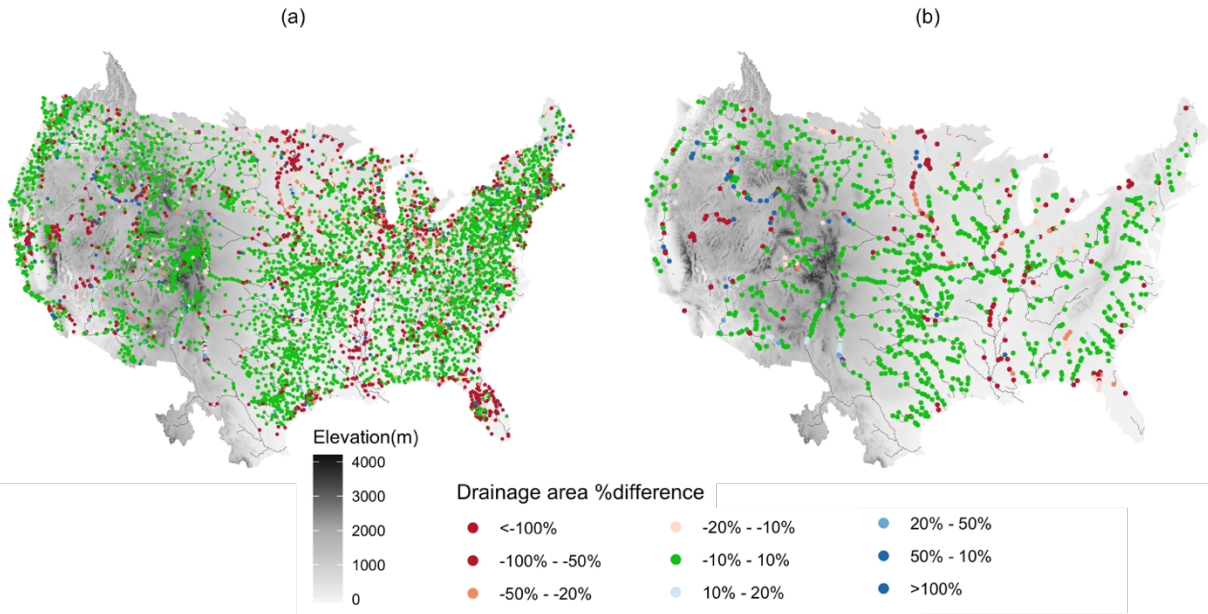 (a)
(b)
Elevation(m)
4000
3000
2000
1000
0
Drainage area %difference
<-100%
-100% - -50%
-50% - -20%
-20% - -10%
-10% - 10%
10% - 20%
20% - 50%
50% - 10%
>100%